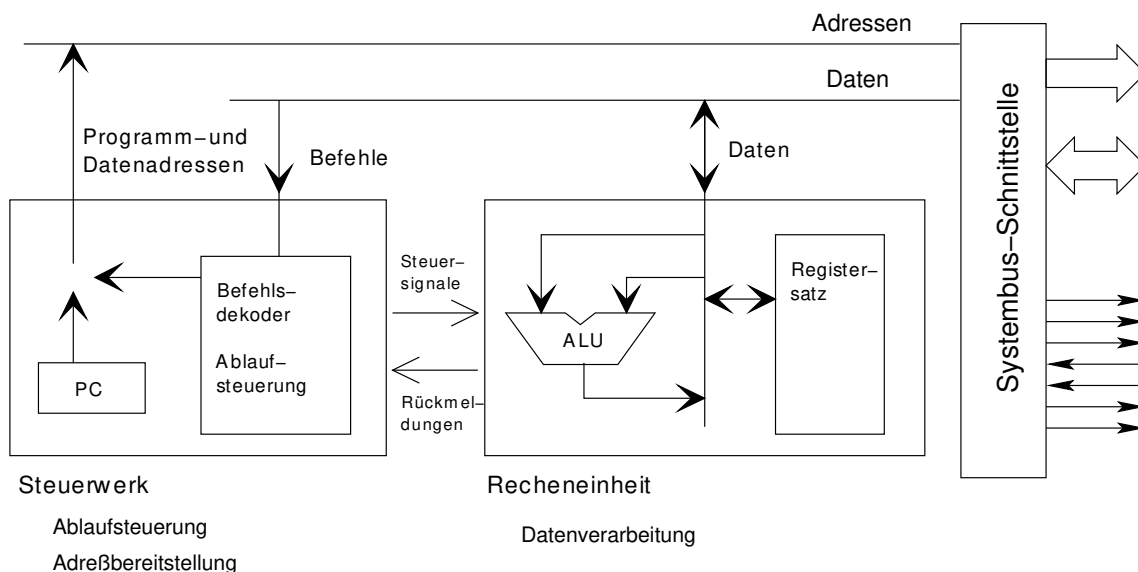 Adressen
Daten
Programm–und
Datenadressen
Befehle
Daten
Systembus–Schnittstelle
Steuer–
signale
Befehls–
dekoder
Ablauf–
steuerung
PC
Rückmel–
dungen
ALU
Register–
satz
Steuerwerk
Ablaufsteuerung
Adreßbereitstellung
Recheneinheit
Datenverarbeitung